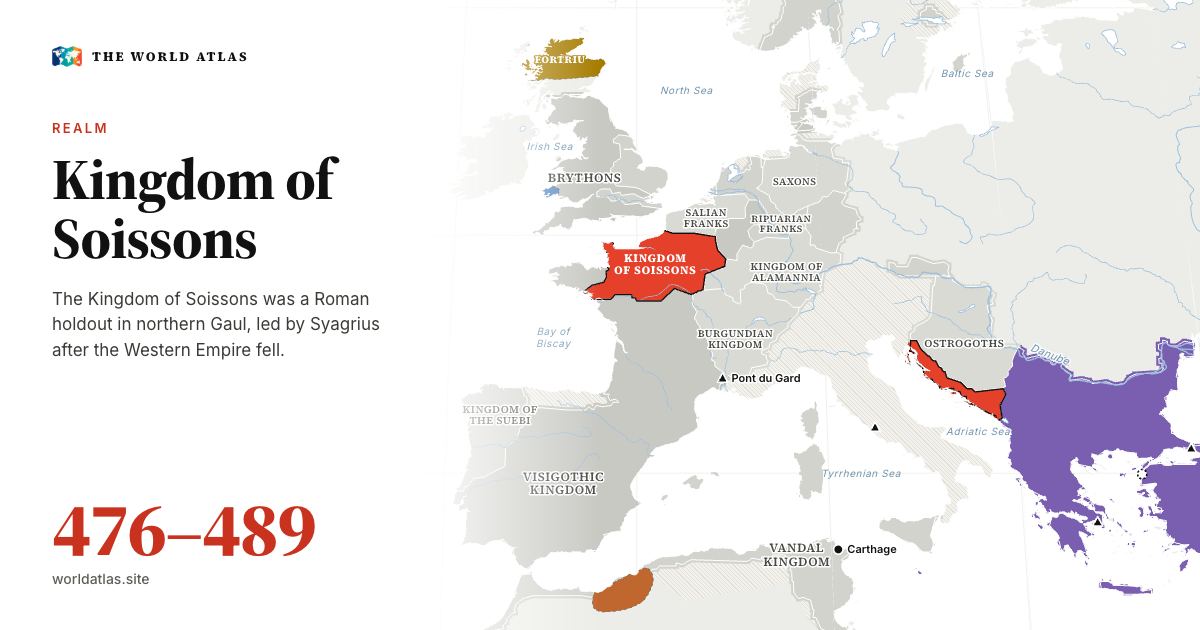 THE WORLD ATLAS
REALM
Kingdom of
Soissons
The Kingdom of Soissons was a Roman
holdout in northern Gaul, led by Syagrius
after the Western Empire fell.
476–489
worldatlas.site
FORTRIU
North Sea
Baltic Sea
Irish Sea
BRYTHONS
SAXONS
SALIAN
FRANKS
RIPUARIAN
FRANKS
KINGDOM
OF SOISSONS
KINGDOM OF
ALAMANNIA
Bay of
Biscay
BURGUNDIAN
KINGDOM
OSTROGOTHS
Danube
Pont du Gard
KINGDOM OF
THE SUEBI
Adriatic Sea
VISIGOTHIC
KINGDOM
Tyrrhenian Sea
VANDAL
KINGDOM
Carthage